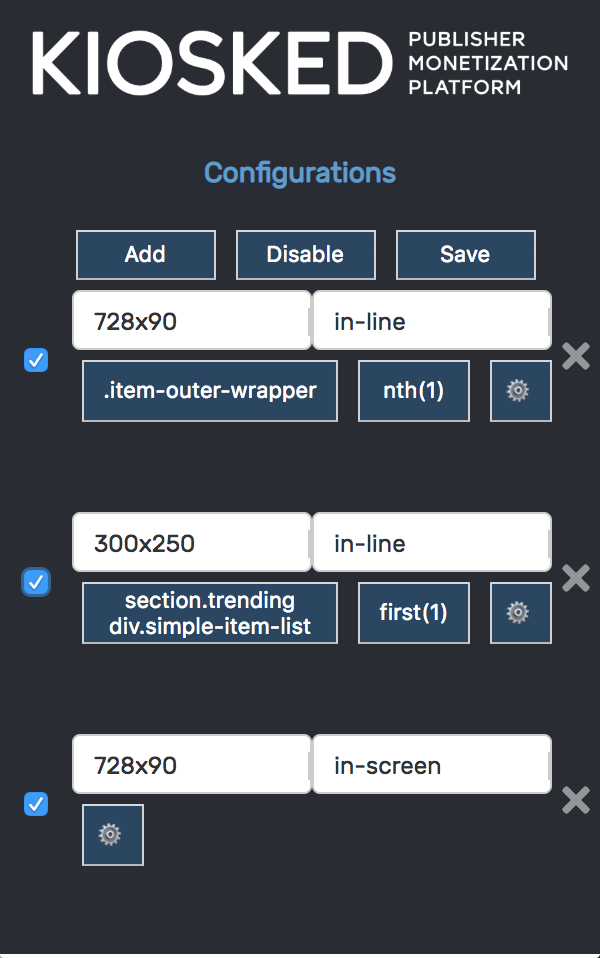 KIOSKED
PUBLISHER
MONETIZATION
PLATFORM
Configurations
Add Disable Save
728x90 in-line
.item-outer-wrapper nth(1)
300x250 in-line
section.trending
div.simple-item-list first(1)
728x90 in-screen